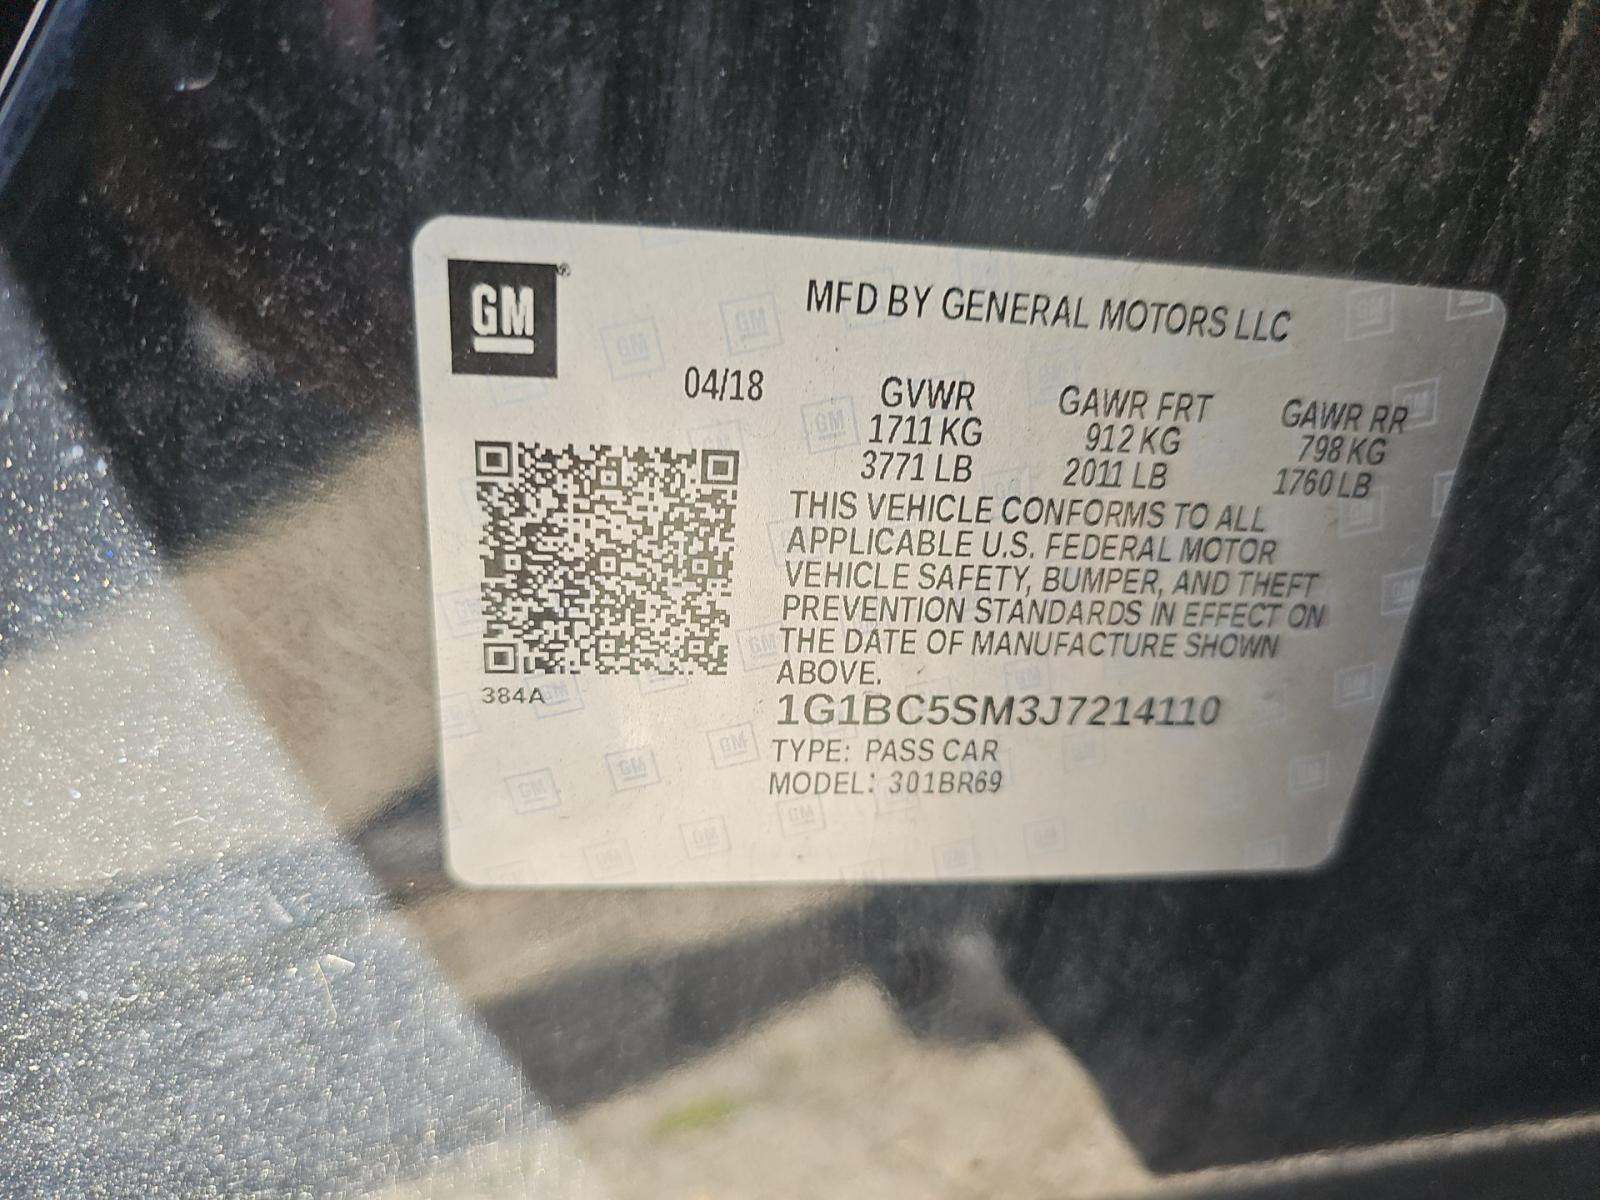 GM
MFD BY GENERAL MOTORS LLC
04/18
GVWR GAWR FRT GAWR RR
1711 KG 912 KG 798 KG
3771 LB 2011 LB 1760 LB
THIS VEHICLE CONFORMS TO ALL
APPLICABLE U.S. FEDERAL MOTOR
VEHICLE SAFETY, BUMPER, AND THEFT
PREVENTION STANDARDS IN EFFECT ON
THE DATE OF MANUFACTURE SHOWN
ABOVE.
384A
1G1BC5SM3J7214110
TYPE: PASS CAR
MODEL: 301BR69